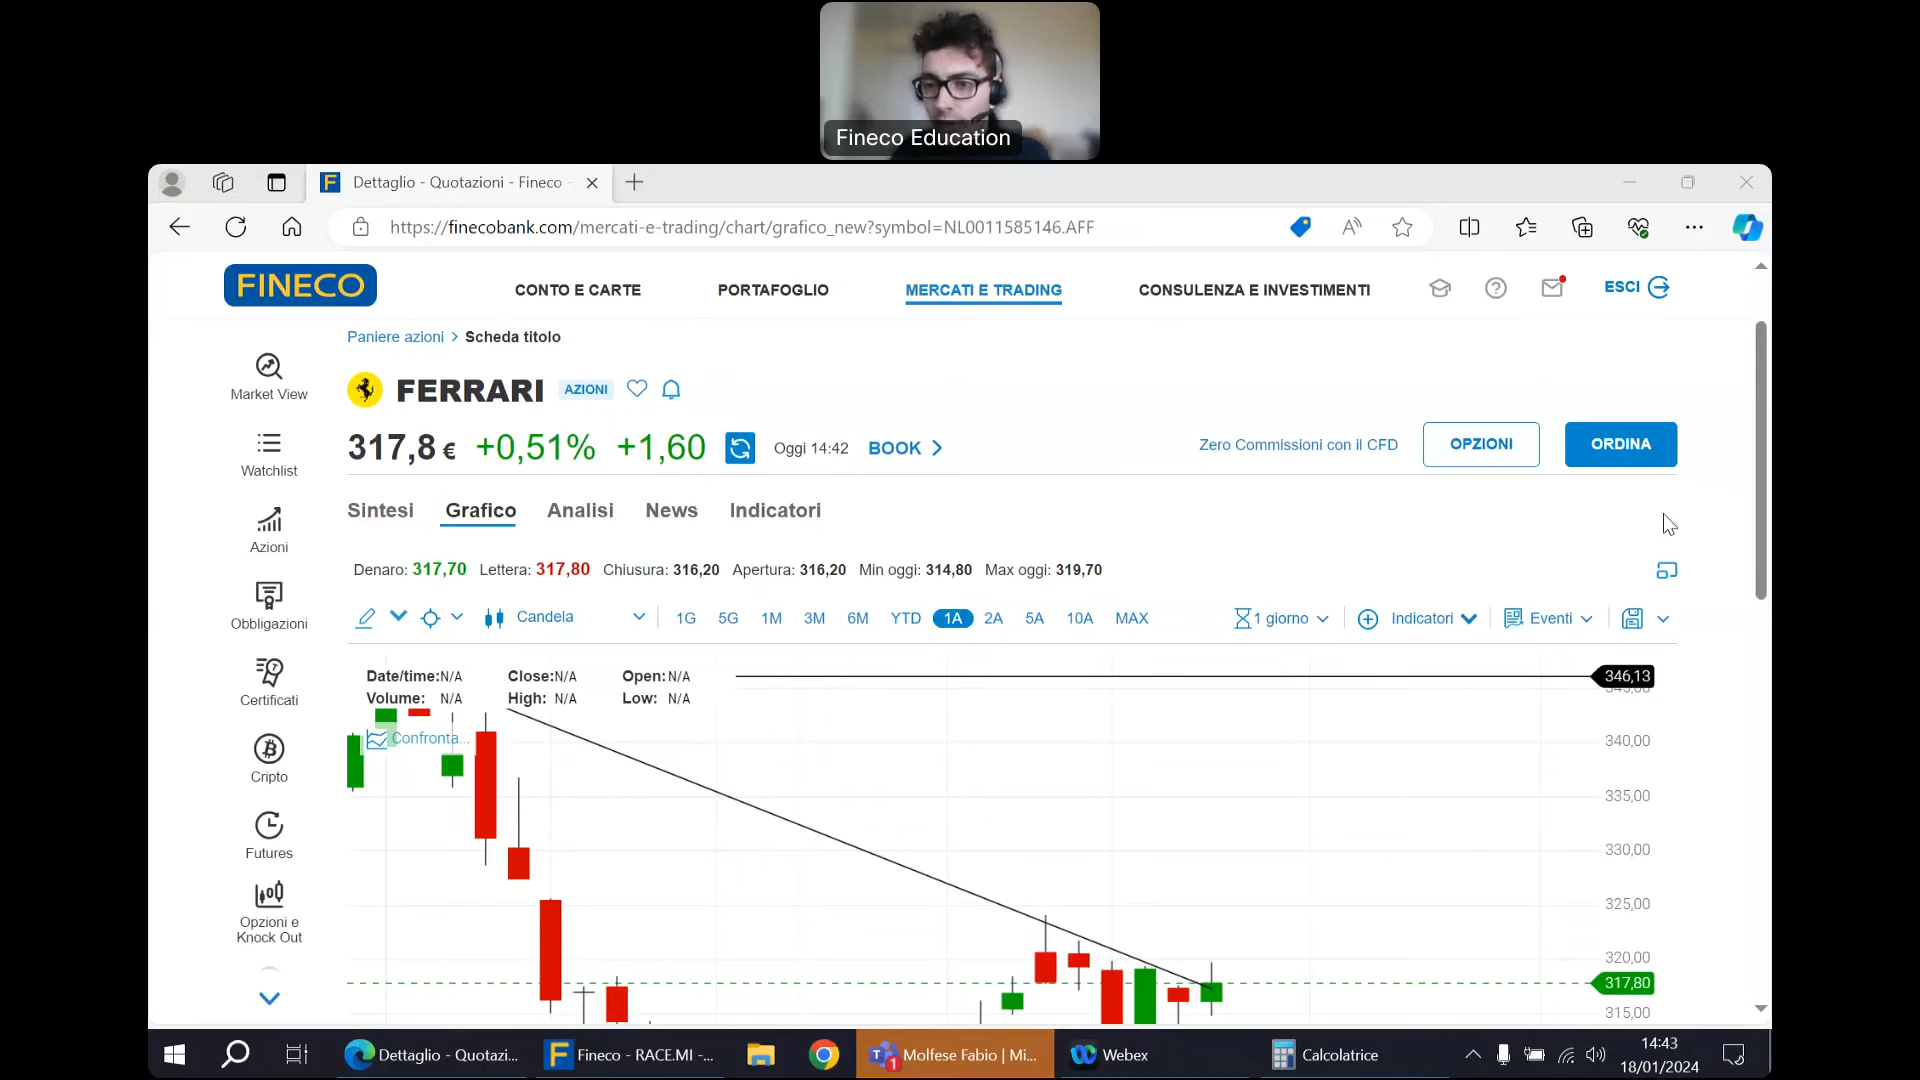 Fineco Education
Dettaglio - Quotazioni - Fineco -
https://finecobank.com/mercati-e-trading/chart/grafico_new?symbol=NL0011585146.AFF
FINECO
CONTO E CARTE
PORTAFOGLIO
MERCATI E TRADING
CONSULENZA E INVESTIMENTI
ESCI
Paniere azioni > Scheda titolo
Market View
Watchlist
Azioni
Obbligazioni
Certificati
Cripto
Futures
Opzioni e
Knock Out
FERRARI AZIONI
317,8 € +0,51% +1,60 Oggi 14:42 BOOK
Zero Commissioni con il CFD OPZIONI ORDINA
Sintesi Grafico Analisi News Indicatori
Denaro: 317,70 Lettera: 317,80 Chiusura: 316,20 Apertura: 316,20 Min oggi: 314,80 Max oggi: 319,70
Candela 1G 5G 1M 3M 6M YTD 1A 2A 5A 10A MAX 1 giorno Indicatori Eventi
Date/time:N/A Close:N/A Open:N/A
Volume: N/A High: N/A Low: N/A
Confronta...
346,13
340,00
335,00
330,00
325,00
320,00
317,80
315,00
Dettaglio - Quotazi...
Fineco - RACE.MI -...
1
Molfese Fabio | Mi...
Webex
Calcolatrice
14:43
18/01/2024